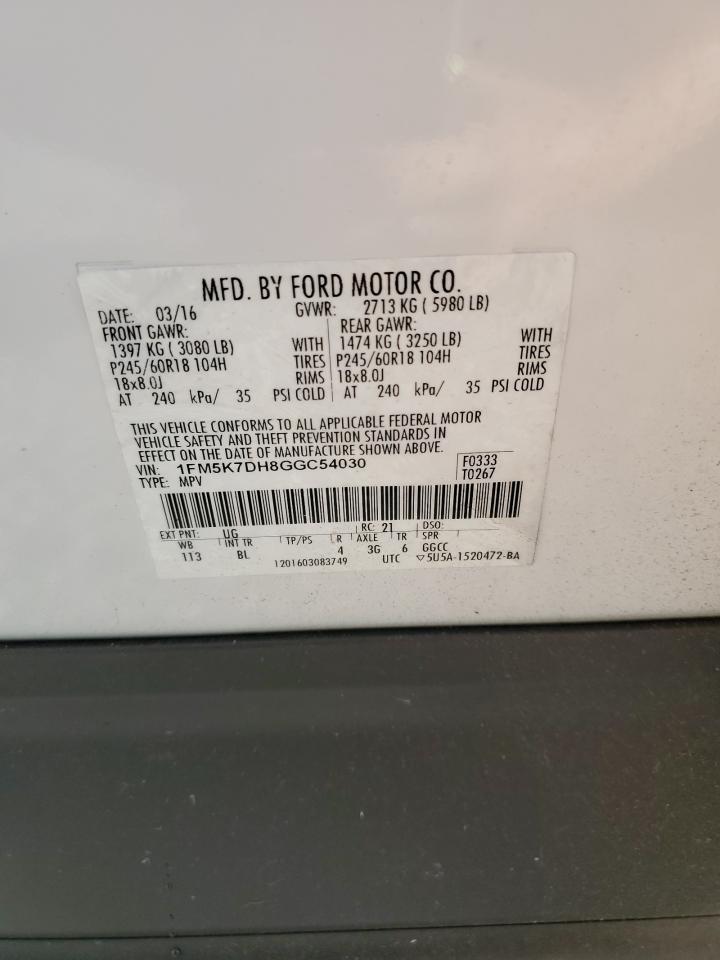 MFD. BY FORD MOTOR CO.
DATE: 03/16 GVWR: 2713 KG ( 5980 LB)
FRONT GAWR: REAR GAWR:
1397 KG ( 3080 LB) WITH 1474 KG ( 3250 LB) WITH
P245/60R18 104H TIRES P245/60R18 104H TIRES
18x8.0J RIMS 18x8.0J RIMS
AT 240 kPa/ 35 PSI COLD AT 240 kPa/ 35 PSI COLD
THIS VEHICLE CONFORMS TO ALL APPLICABLE FEDERAL MOTOR
VEHICLE SAFETY AND THEFT PREVENTION STANDARDS IN
EFFECT ON THE DATE OF MANUFACTURE SHOWN ABOVE.
VIN: 1FM5K7DH8GGC54030 F0333
TYPE: MPV T0267
EXT PNT: UG RC: 21 DSO:
WB INT TR TP/PS R AXLE TR SPR
113 BL 4 3G 6 GGCC
1201603083749 UTC ▽5U5A-1520472-BA